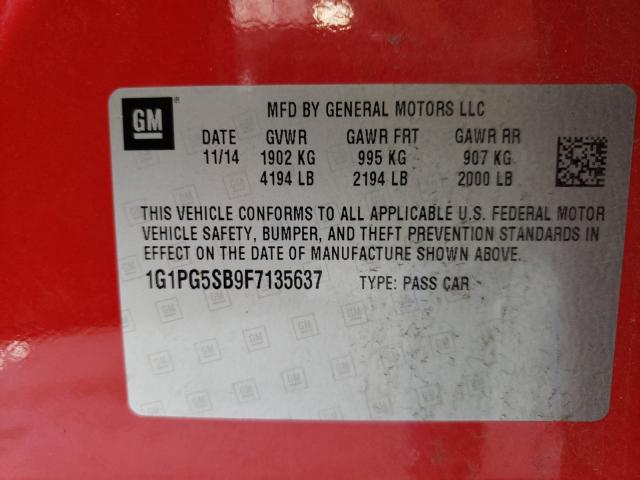 GM
MFD BY GENERAL MOTORS LLC
DATE GVWR GAWR FRT GAWR RR
11/14 1902 KG 995 KG 907 KG
4194 LB 2194 LB 2000 LB
THIS VEHICLE CONFORMS TO ALL APPLICABLE U.S. FEDERAL MOTOR
VEHICLE SAFETY, BUMPER, AND THEFT PREVENTION STANDARDS IN
EFFECT ON THE DATE OF MANUFACTURE SHOWN ABOVE.
1G1PG5SB9F7135637 TYPE: PASS CAR